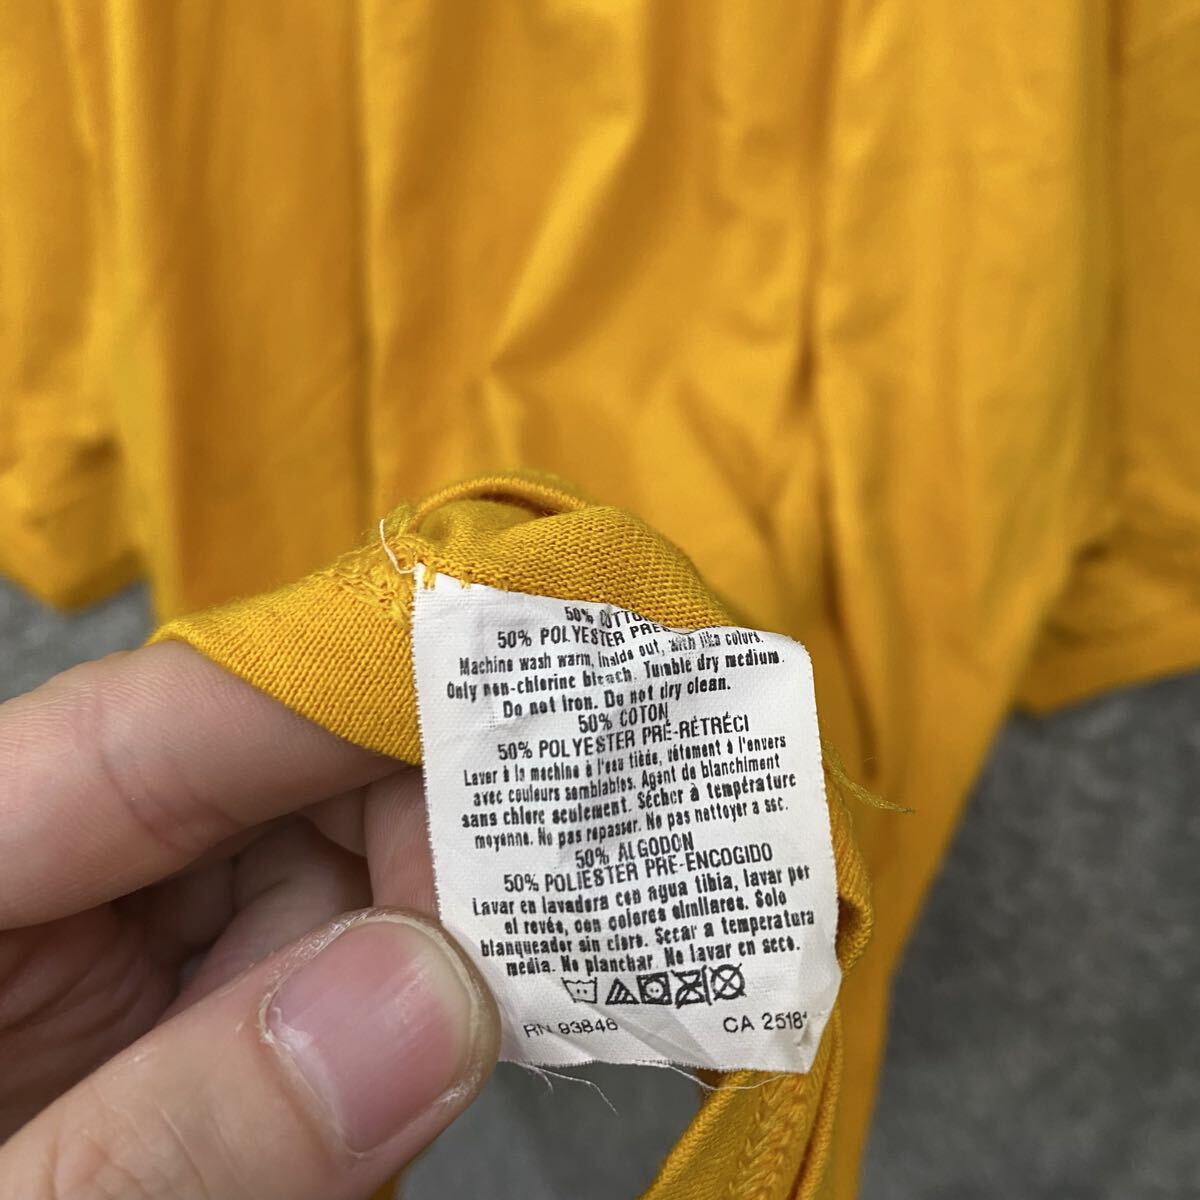 50% COTTON
50% POLYESTER
Machine wash warm, inside out, with like colors.
Only non-chlorine bleach. Tumble dry medium.
Do not iron. Do not dry clean.
50% COTON
50% POLYESTER PRÉ-RÉTRÉCI
Laver à la machine à l'eau tiède, vêtement à l'envers
avec couleurs semblables. Agent de blanchiment
sans chlore seulement. Sécher à température
moyenne. Ne pas repasser. Ne pas nettoyer a sec.
50% ALGODON
50% POLIESTER PRE-ENCOGIDO
Lavar en lavadora con agua tibia, lavar por
el revés, con colores similares. Solo
blanqueador sin cloro. Secar a temperatura
media. No planchar. No lavar en seco.
RN 93846
CA 25181